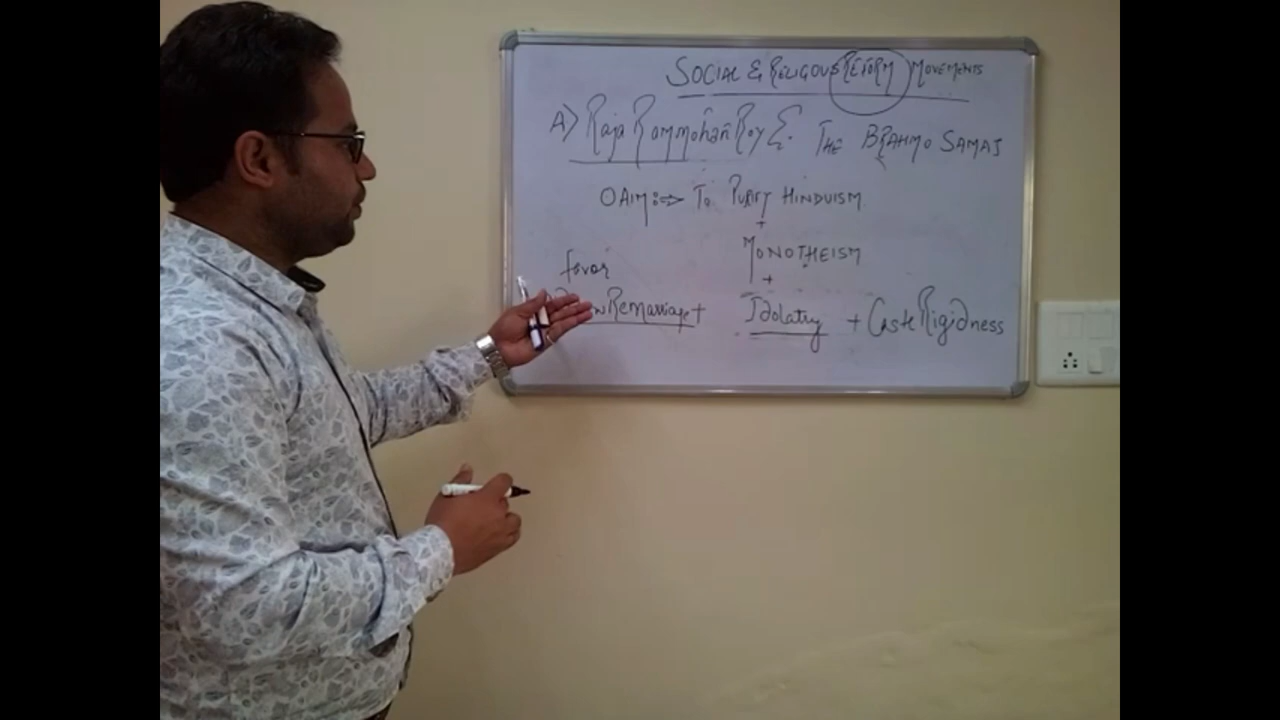 SOCIAL & RELIGOUS REFORM MOVEMENTS
A) Raja Rammohan Roy & THE BRAHMO SAMAJ
AIM:⇒ To PURIFY HINDUISM.
+
MONOTHEISM
favor +
Remarriage + Idolatry + Caste Rigidness